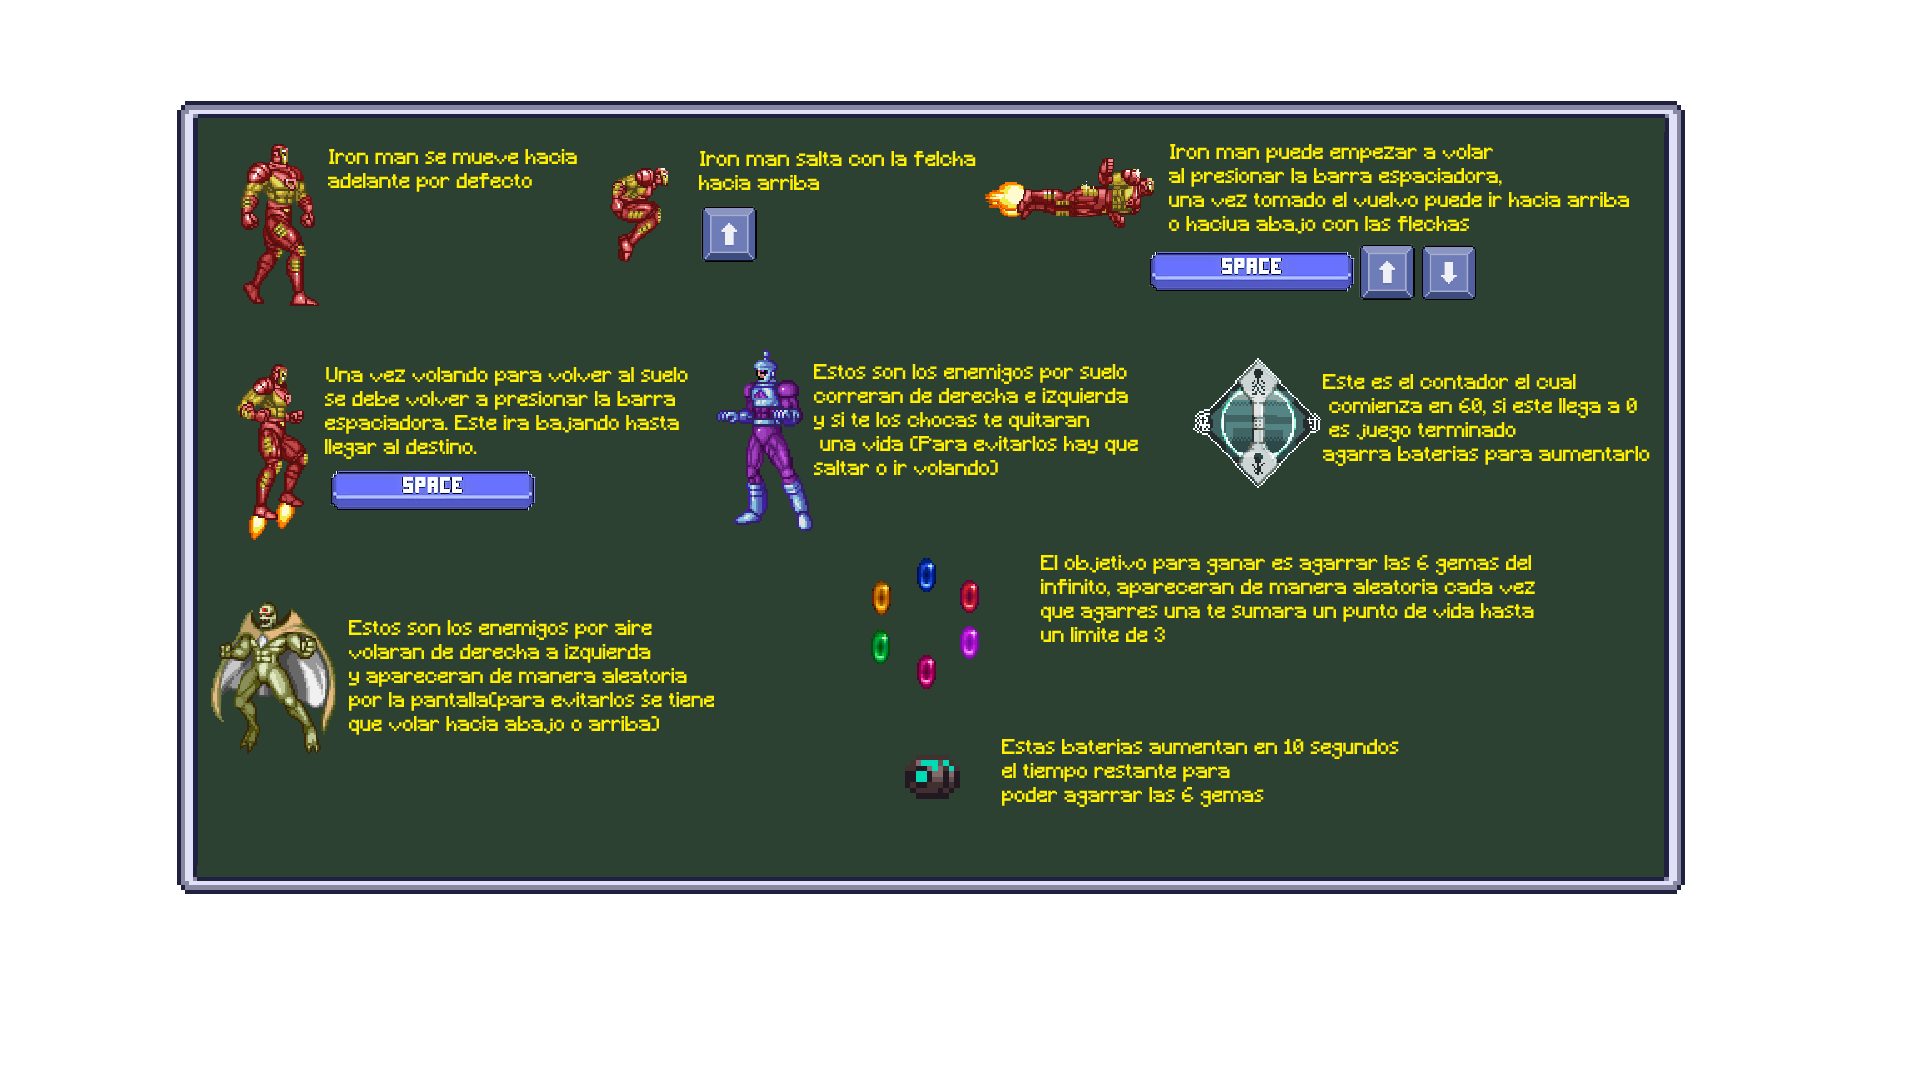 Iron man se mueve hacia
adelante por defecto
Iron man salta con la felcha
hacia arriba
Iron man puede empezar a volar
al presionar la barra espaciadora,
una vez tomado el vuelvo puede ir hacia arriba
o haciua abajo con las flechas
SPACE
Una vez volando para volver al suelo
se debe volver a presionar la barra
espaciadora. Este ira bajando hasta
llegar al destino.
SPACE
Estos son los enemigos por suelo
correran de derecha e izquierda
y si te los chocas te quitaran
una vida (Para evitarlos hay que
saltar o ir volando)
Este es el contador el cual
comienza en 60, si este llega a 0
es juego terminado
agarra baterias para aumentarlo
Estos son los enemigos por aire
volaran de derecha a izquierda
y apareceran de manera aleatoria
por la pantalla(para evitarlos se tiene
que volar hacia abajo o arriba)
El objetivo para ganar es agarrar las 6 gemas del
infinito, apareceran de manera aleatoria cada vez
que agarres una te sumara un punto de vida hasta
un limite de 3
Estas baterias aumentan en 10 segundos
el tiempo restante para
poder agarrar las 6 gemas